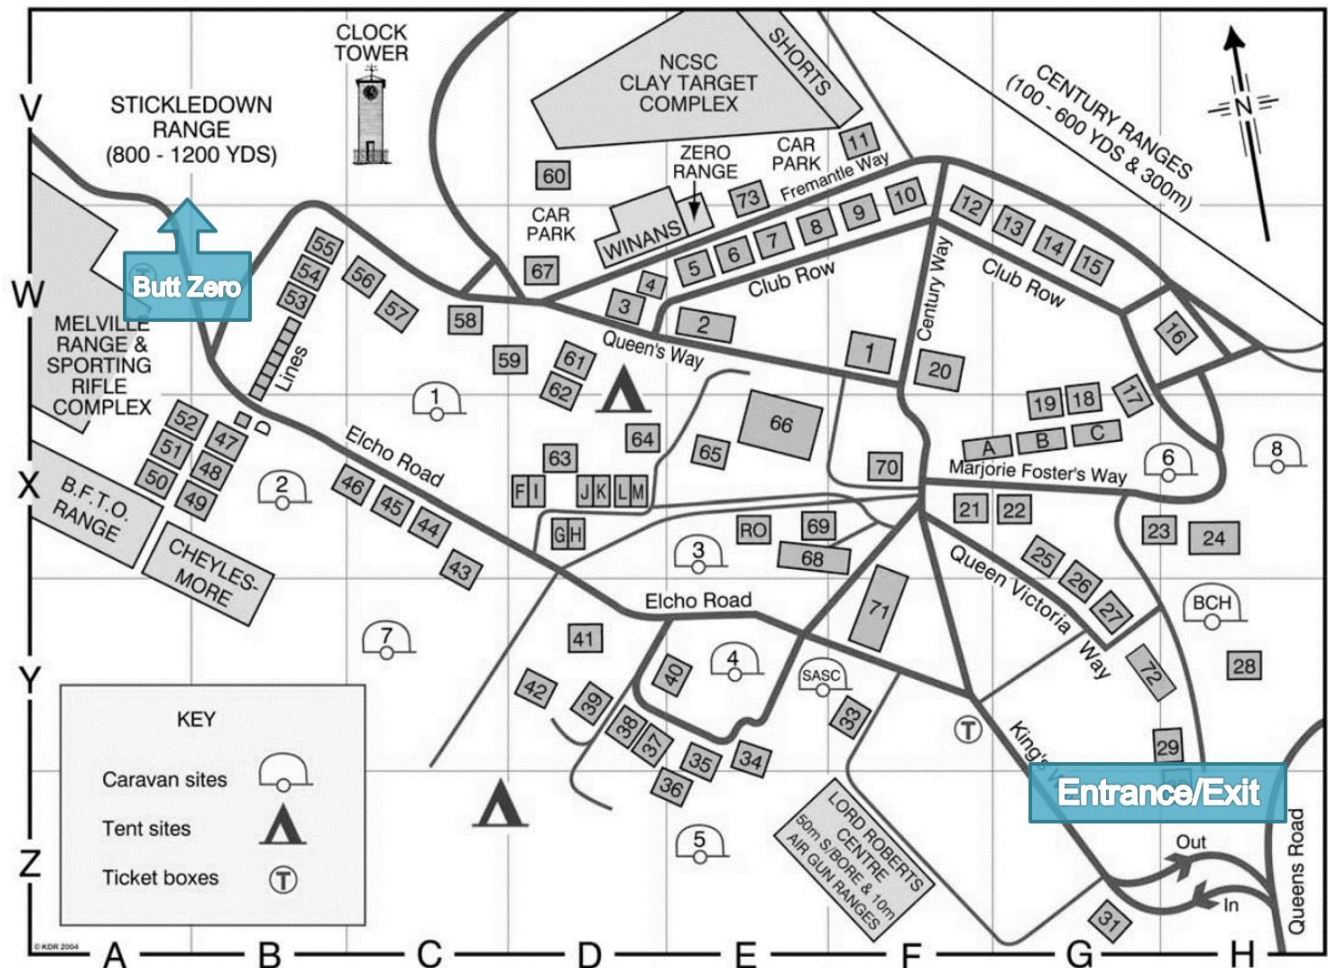 CLOCK
TOWER
V
STICKLEDOWN
RANGE
(800 - 1200 YDS)
NCSC
CLAY TARGET
COMPLEX
SHORTS
CENTURY RANGES
(100 - 600 YDS & 300m)
N
60
ZERO
RANGE
CAR
PARK
11
Fremantle Way
73
10
9
8
7
6
5
12
13
14
15
CAR
PARK
WINANS
Club Row
Century Way
Club Row
W
Butt Zero
55
54
53
56
57
58
67
4
3
2
Queen's Way
1
20
16
MELVILLE
RANGE &
SPORTING
RIFLE
COMPLEX
Lines
D
59
61
62
1
19
18
17
A
B
C
52
51
50
47
48
49
Elcho Road
2
64
63
65
66
70
Marjorie Foster's Way
6
8
X
B.F.T.O.
RANGE
46
45
44
43
F
I
J
K
L
M
G
H
RO
69
68
3
21
22
23
24
CHEYLES-
MORE
25
26
27
Queen Victoria
Way
Elcho Road
71
BCH
7
41
40
4
SASC
28
Y
42
39
38
37
33
72
T
29
KEY
35
34
36
King's
Entrance/Exit
Caravan sites
Tent sites
Ticket boxes
T
5
LORD ROBERTS
CENTRE
50m S/BORE & 10m
AIR GUN RANGES
Z
Out
In
31
Queens Road
© KDR 2004
A
B
C
D
E
F
G
H